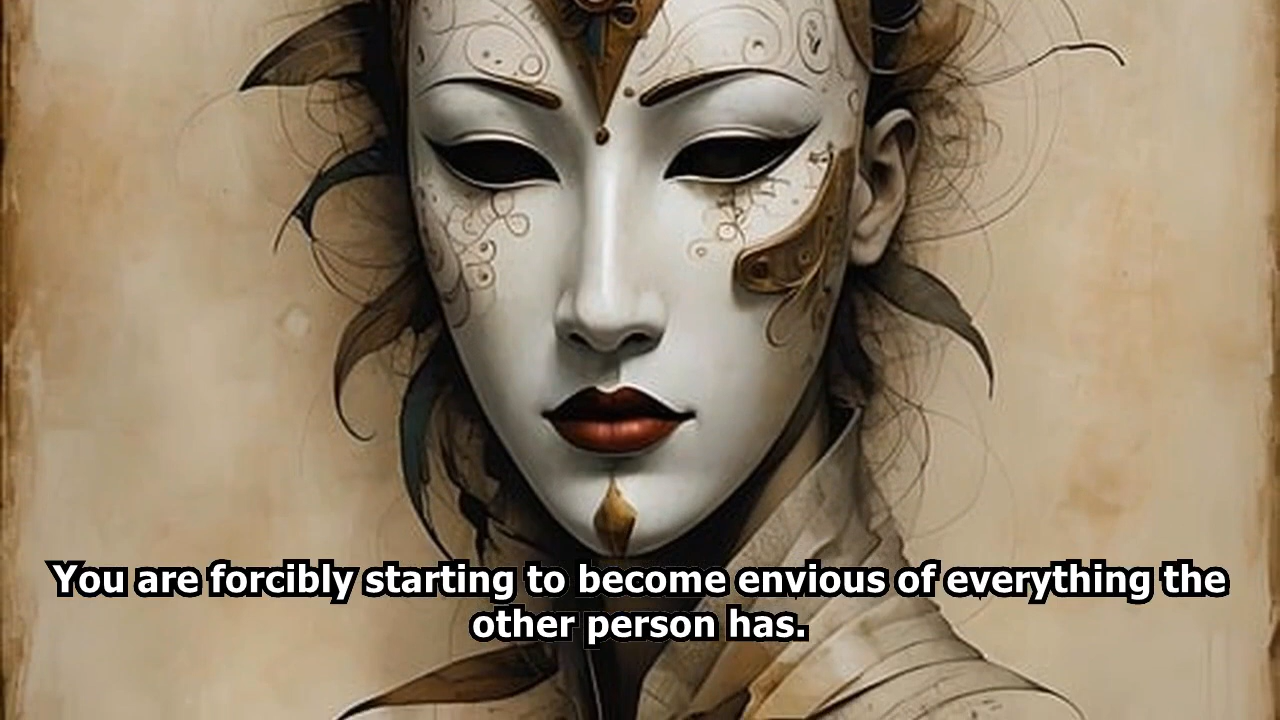 You are forcibly starting to become envious of everything the
other person has.